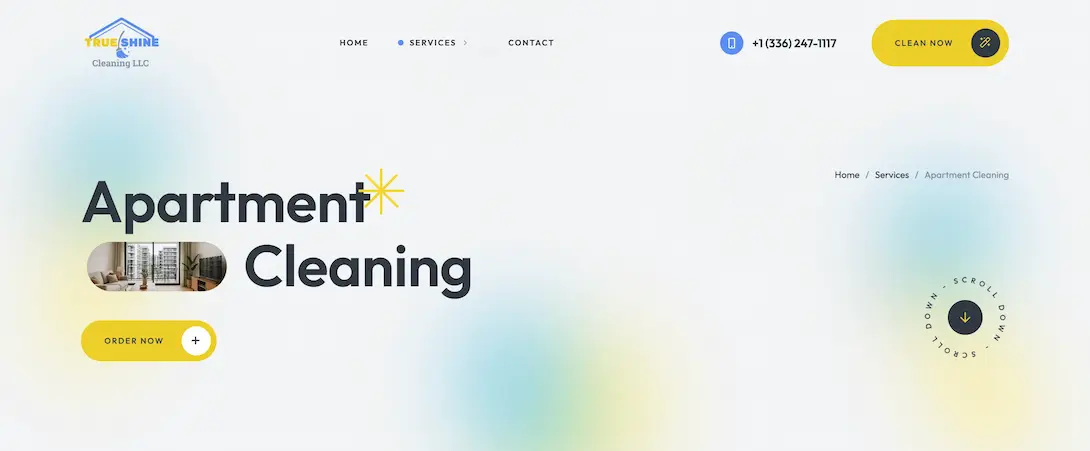 TRUE SHINE
Cleaning LLC
HOME
SERVICES
CONTACT
+1 (336) 247-1117
CLEAN NOW
Home / Services / Apartment Cleaning
Apartment
Cleaning
ORDER NOW
SCROLL DOWN - SCROLL DOWN -